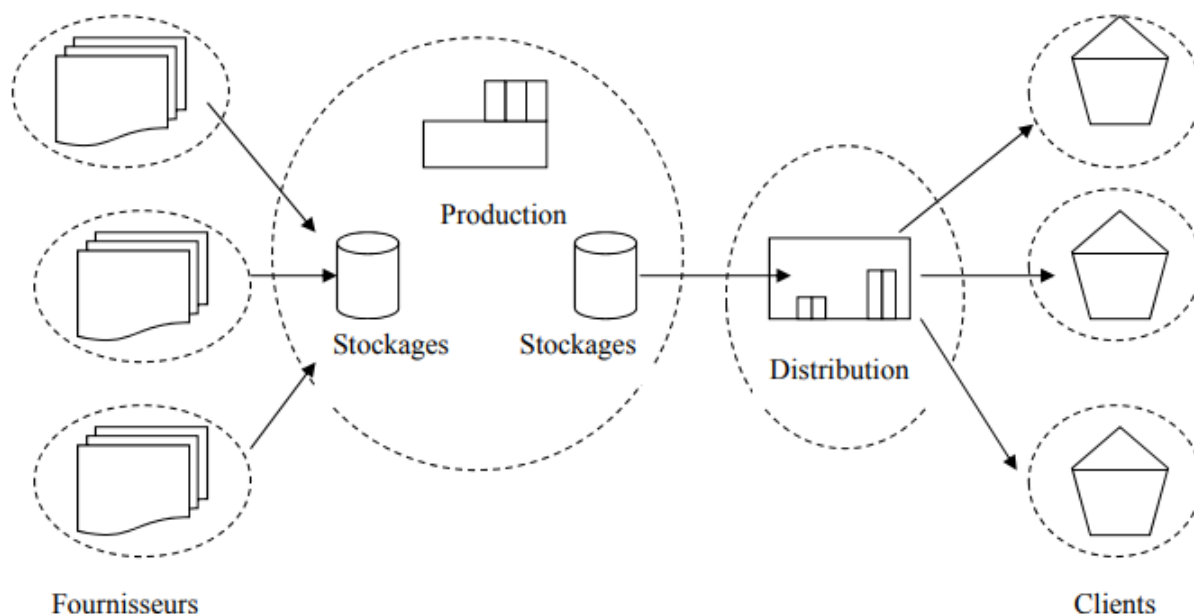 Production
Stockages
Stockages
Distribution
Fournisseurs
Clients